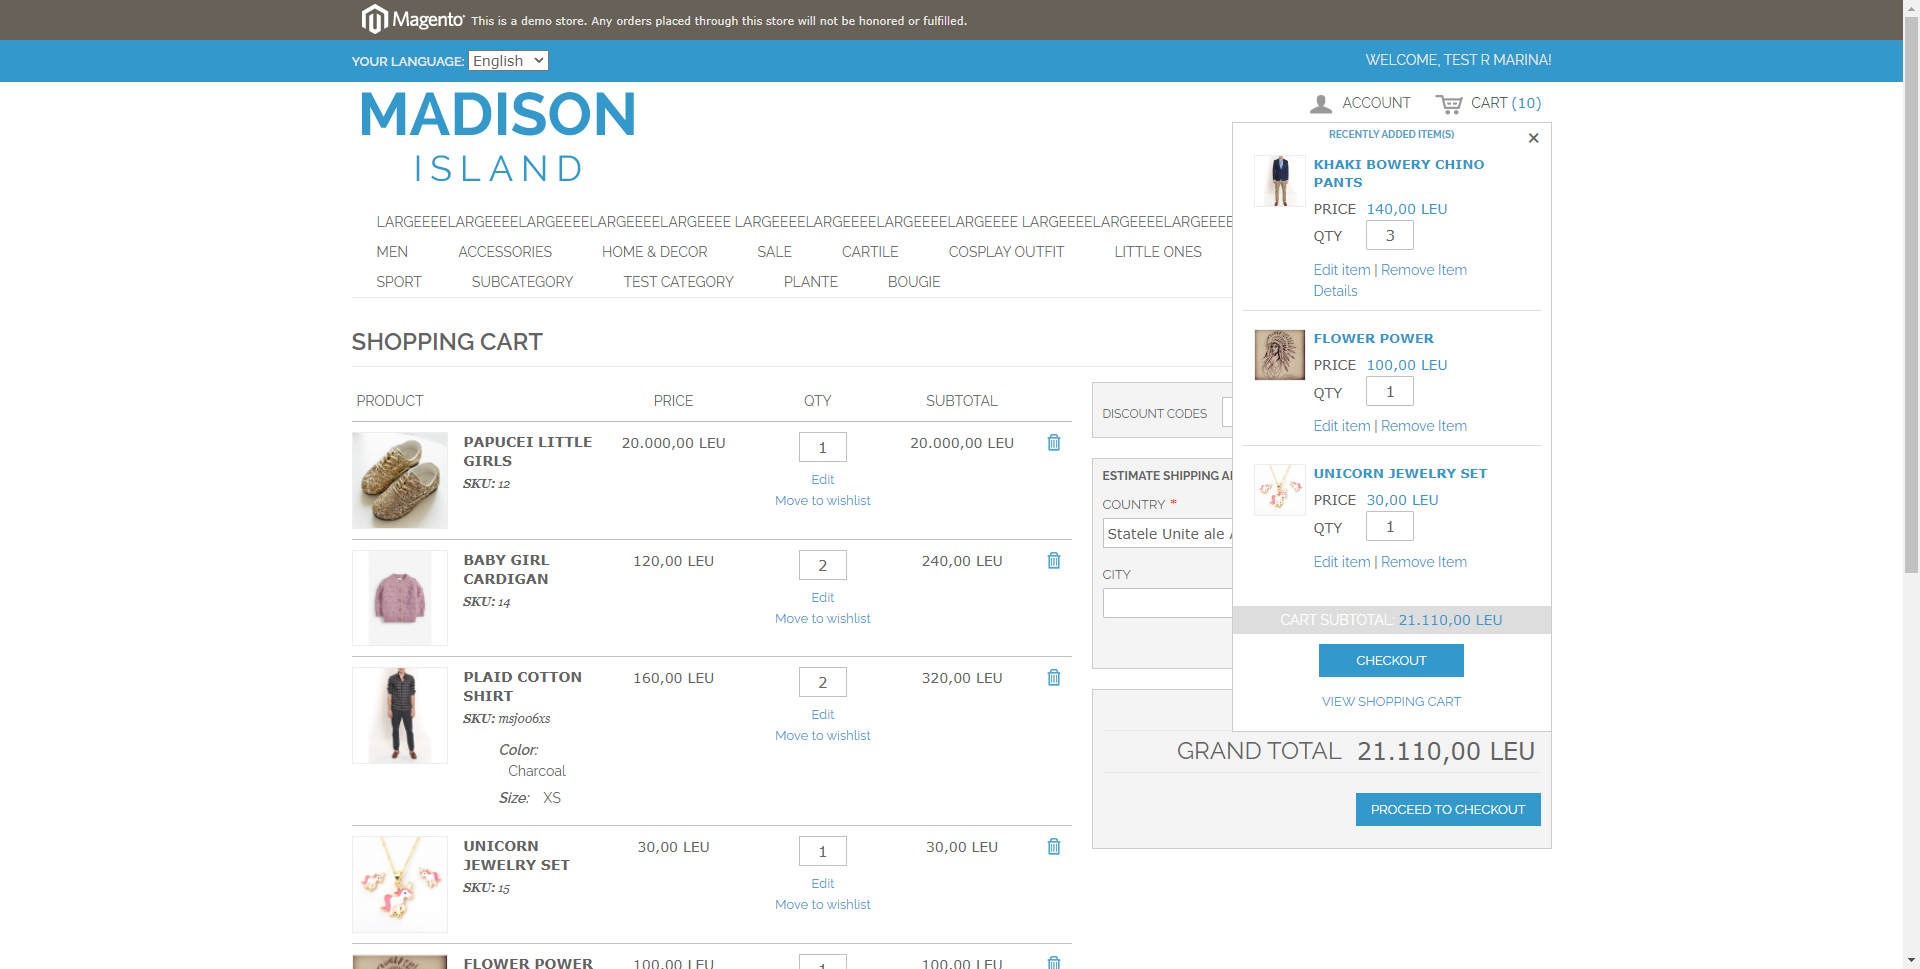 Magento This is a demo store. Any orders placed through this store will not be honored or fulfilled.
YOUR LANGUAGE: English
WELCOME, TEST R MARINA!
MADISON
ISLAND
ACCOUNT
CART (10)
LARGEEEELARGEEEELARGEEEELARGEEEELARGEEEE LARGEEEELARGEEEELARGEEEELARGEEEE LARGEEEELARGEEEELARGEEEE
MEN ACCESSORIES HOME & DECOR SALE CARTILE COSPLAY OUTFIT LITTLE ONES
SPORT SUBCATEGORY TEST CATEGORY PLANTE BOUGIE
SHOPPING CART
PRODUCT PRICE QTY SUBTOTAL
PAPUCEI LITTLE GIRLS 20.000,00 LEU 1 20.000,00 LEU
SKU: 12
Edit
Move to wishlist
BABY GIRL CARDIGAN 120,00 LEU 2 240,00 LEU
SKU: 14
Edit
Move to wishlist
PLAID COTTON SHIRT 160,00 LEU 2 320,00 LEU
SKU: msj006xs
Edit
Move to wishlist
Color:
Charcoal
Size: XS
UNICORN JEWELRY SET 30,00 LEU 1 30,00 LEU
SKU: 15
Edit
Move to wishlist
FLOWER POWER 100,00 LEU 1 100,00 LEU
DISCOUNT CODES
ESTIMATE SHIPPING
COUNTRY *
Statele Unite ale
CITY
RECENTLY ADDED ITEM(S)
×
KHAKI BOWERY CHINO
PANTS
PRICE 140,00 LEU
QTY 3
Edit item | Remove Item
Details
FLOWER POWER
PRICE 100,00 LEU
QTY 1
Edit item | Remove Item
UNICORN JEWELRY SET
PRICE 30,00 LEU
QTY 1
Edit item | Remove Item
CART SUBTOTAL: 21.110,00 LEU
CHECKOUT
VIEW SHOPPING CART
GRAND TOTAL 21.110,00 LEU
PROCEED TO CHECKOUT